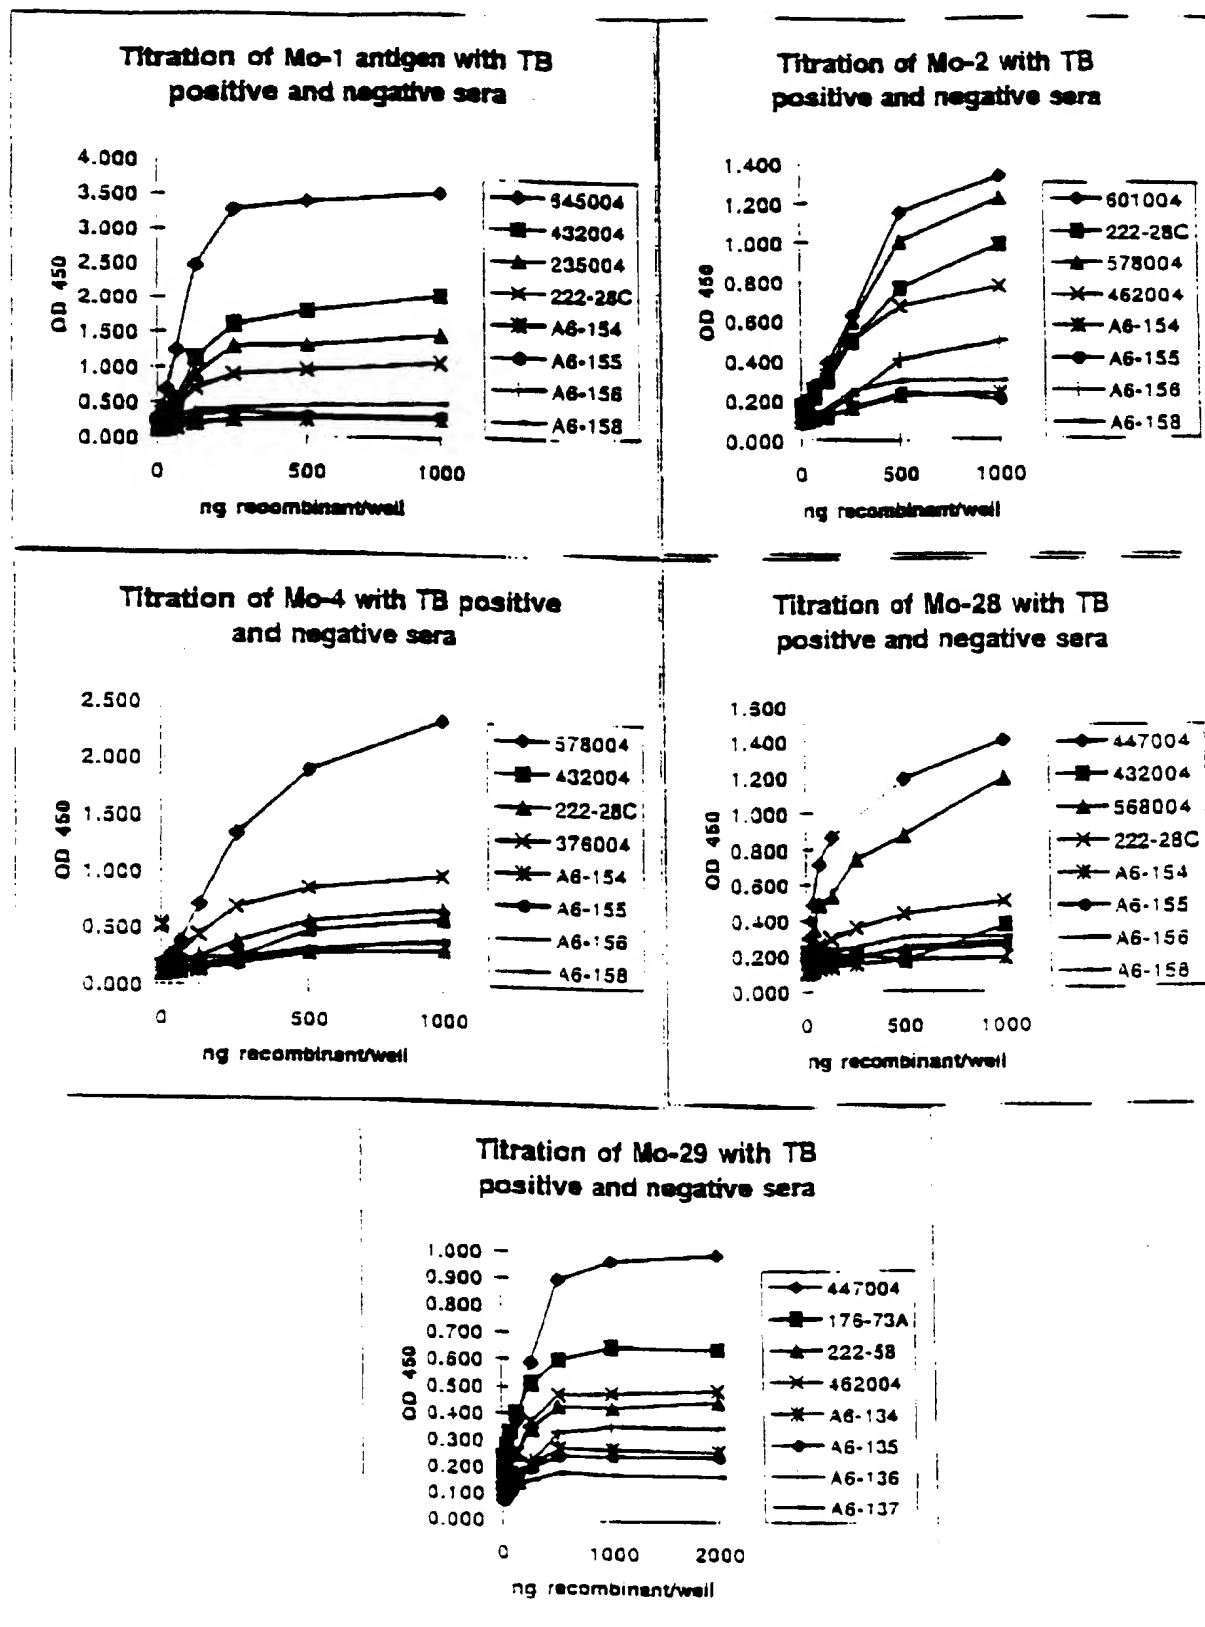 Titration of Mo-1 antigen with TB
positive and negative sera
4.000
3.500
3.000
2.500
2.000
1.500
1.000
0.500
0.000
OD 450
0
500
1000
ng recombinant/well
645004
432004
235004
222-28C
A6-154
A6-155
A6-156
A6-158
Titration of Mo-2 with TB
positive and negative sera
1.400
1.200
1.000
0.800
0.600
0.400
0.200
0.000
OD 450
0
500
1000
ng recombinant/well
601004
222-28C
578004
462004
A6-154
A6-155
A6-156
A6-158
Titration of Mo-4 with TB positive
and negative sera
2.500
2.000
1.500
1.000
0.500
0.000
OD 450
0
500
1000
ng recombinant/well
578004
432004
222-28C
376004
A6-154
A6-155
A6-156
A6-158
Titration of Mo-28 with TB
positive and negative sera
1.600
1.400
1.200
1.000
0.800
0.600
0.400
0.200
0.000
OD 450
0
500
1000
ng recombinant/well
447004
432004
568004
222-28C
A6-154
A6-155
A6-156
A6-158
Titration of Mo-29 with TB
positive and negative sera
1.000
0.900
0.800
0.700
0.600
0.500
0.400
0.300
0.200
0.100
0.000
OD 450
0
1000
2000
ng recombinant/well
447004
176-73A
222-58
462004
A6-134
A6-135
A6-136
A6-137